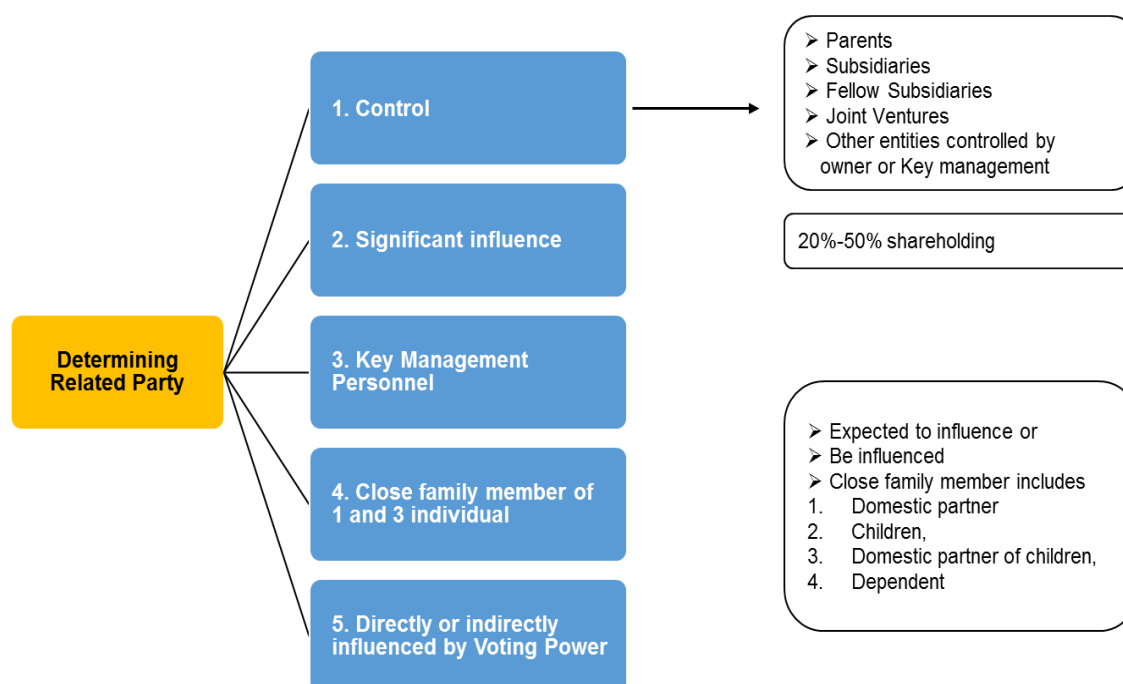 Determining
Related Party
1. Control
2. Significant influence
3. Key Management
Personnel
4. Close family member of
1 and 3 individual
5. Directly or indirectly
influenced by Voting Power
➢ Parents
➢ Subsidiaries
➢ Fellow Subsidiaries
➢ Joint Ventures
➢ Other entities controlled by
owner or Key management
20%-50% shareholding
➢ Expected to influence or
➢ Be influenced
➢ Close family member includes
1. Domestic partner
2. Children,
3. Domestic partner of children,
4. Dependent